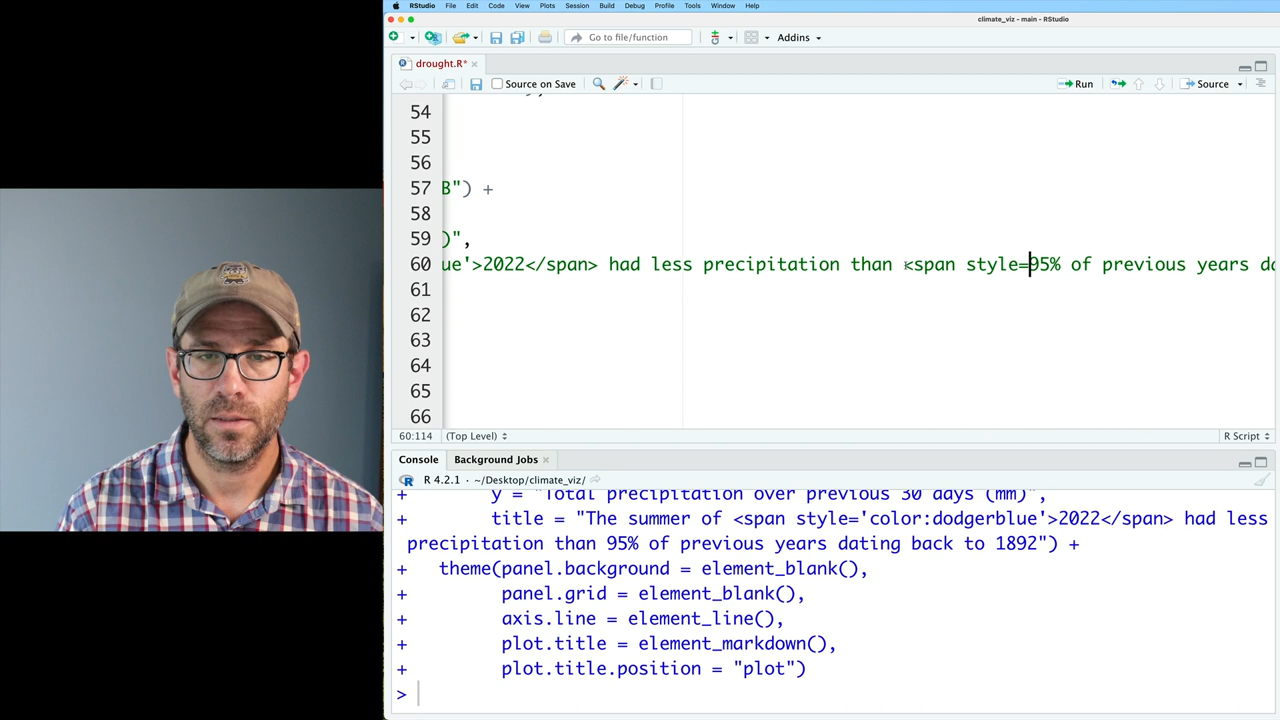 RStudio File Edit Code View Plots Session Build Debug Profile Tools Window Help
climate_viz - main - RStudio
Go to file/function Addins
drought.R*
Source on Save Run Source
54
55
56
57 B") +
58
59 )",
60 ue'>2022</span> had less precipitation than <span style=95% of previous years da
61
62
63
64
65
66
60:114 (Top Level) R Script
Console Background Jobs
R 4.2.1 · ~/Desktop/climate_viz/
+ y = "Total precipitation over previous 30 days (mm)",
+ title = "The summer of <span style='color:dodgerblue'>2022</span> had less
precipitation than 95% of previous years dating back to 1892") +
+ theme(panel.background = element_blank(),
+ panel.grid = element_blank(),
+ axis.line = element_line(),
+ plot.title = element_markdown(),
+ plot.title.position = "plot")
>